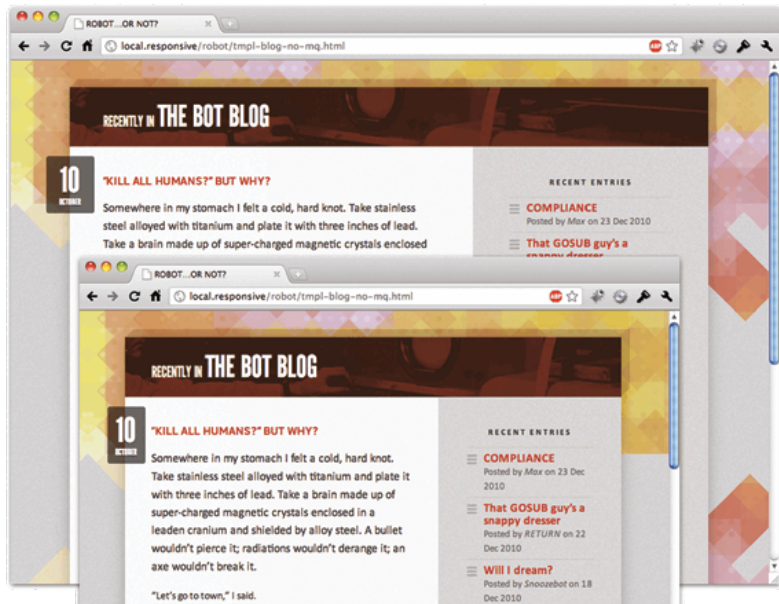 ROBOT...OR NOT?
local.responsive/robot/tmpl-blog-no-mq.html
ABP
RECENTLY IN THE BOT BLOG
10
OCTOBER
"KILL ALL HUMANS?" BUT WHY?
Somewhere in my stomach I felt a cold, hard knot. Take stainless
steel alloyed with titanium and plate it with three inches of lead.
Take a brain made up of super-charged magnetic crystals enclosed
RECENT ENTRIES
COMPLIANCE
Posted by Max on 23 Dec 2010
That GOSUB guy's a
snappy dresser
ROBOT...OR NOT?
local.responsive/robot/tmpl-blog-no-mq.html
ABP
RECENTLY IN THE BOT BLOG
10
OCTOBER
"KILL ALL HUMANS?" BUT WHY?
Somewhere in my stomach I felt a cold, hard knot.
Take stainless steel alloyed with titanium and plate it
with three inches of lead. Take a brain made up of
super-charged magnetic crystals enclosed in a
leaden cranium and shielded by alloy steel. A bullet
wouldn't pierce it; radiations wouldn't derange it; an
axe wouldn't break it.
"Let's go to town," I said.
RECENT ENTRIES
COMPLIANCE
Posted by Max on 23 Dec
2010
That GOSUB guy's a
snappy dresser
Posted by RETURN on 22
Dec 2010
Will I dream?
Posted by Snoozebot on 18
Dec 2010